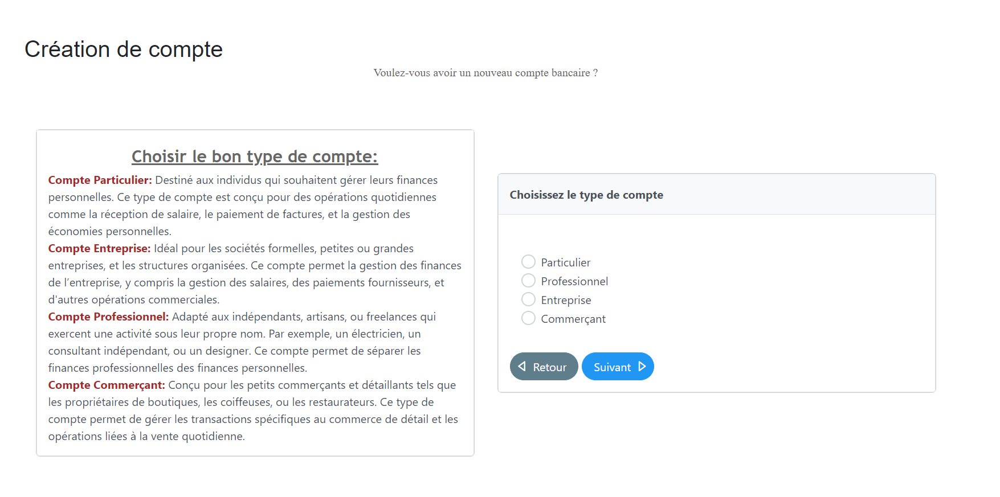 Création de compte
Voulez-vous avoir un nouveau compte bancaire ?
Choisir le bon type de compte:
Compte Particulier: Destiné aux individus qui souhaitent gérer leurs finances
personnelles. Ce type de compte est conçu pour des opérations quotidiennes
comme la réception de salaire, le paiement de factures, et la gestion des
économies personnelles.
Compte Entreprise: Idéal pour les sociétés formelles, petites ou grandes
entreprises, et les structures organisées. Ce compte permet la gestion des finances
de l’entreprise, y compris la gestion des salaires, des paiements fournisseurs, et
d'autres opérations commerciales.
Compte Professionnel: Adapté aux indépendants, artisans, ou freelances qui
exercent une activité sous leur propre nom. Par exemple, un électricien, un
consultant indépendant, ou un designer. Ce compte permet de séparer les
finances professionnelles des finances personnelles.
Compte Commerçant: Conçu pour les petits commerçants et détaillants tels que
les propriétaires de boutiques, les coiffeuses, ou les restaurateurs. Ce type de
compte permet de gérer les transactions spécifiques au commerce de détail et les
opérations liées à la vente quotidienne.
Choisissez le type de compte
Particulier
Professionnel
Entreprise
Commerçant
Retour
Suivant